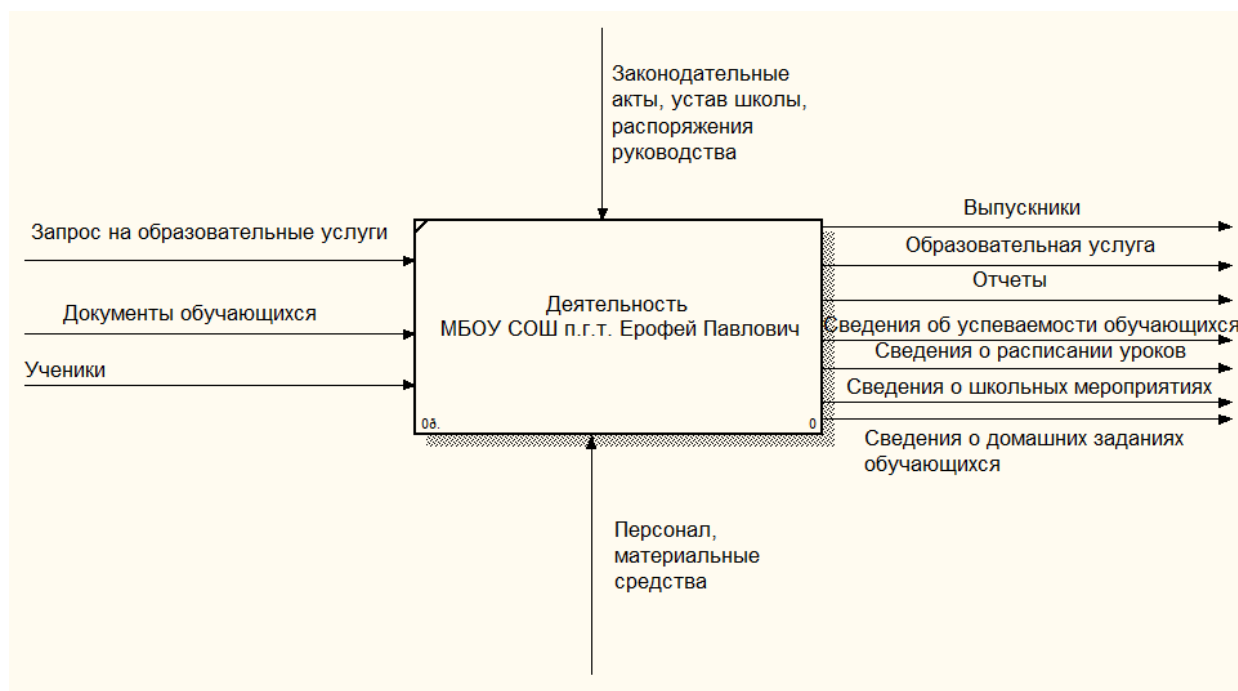 Законодательные
акты, устав школы,
распоряжения
руководства
Запрос на образовательные услуги
Документы обучающихся
Ученики
Деятельность
МБОУ СОШ п.г.т. Ерофей Павлович
0ð.
0
Выпускники
Образовательная услуга
Отчеты
Сведения об успеваемости обучающихся
Сведения о расписании уроков
Сведения о школьных мероприятиях
Сведения о домашних заданиях
обучающихся
Персонал,
материальные
средства